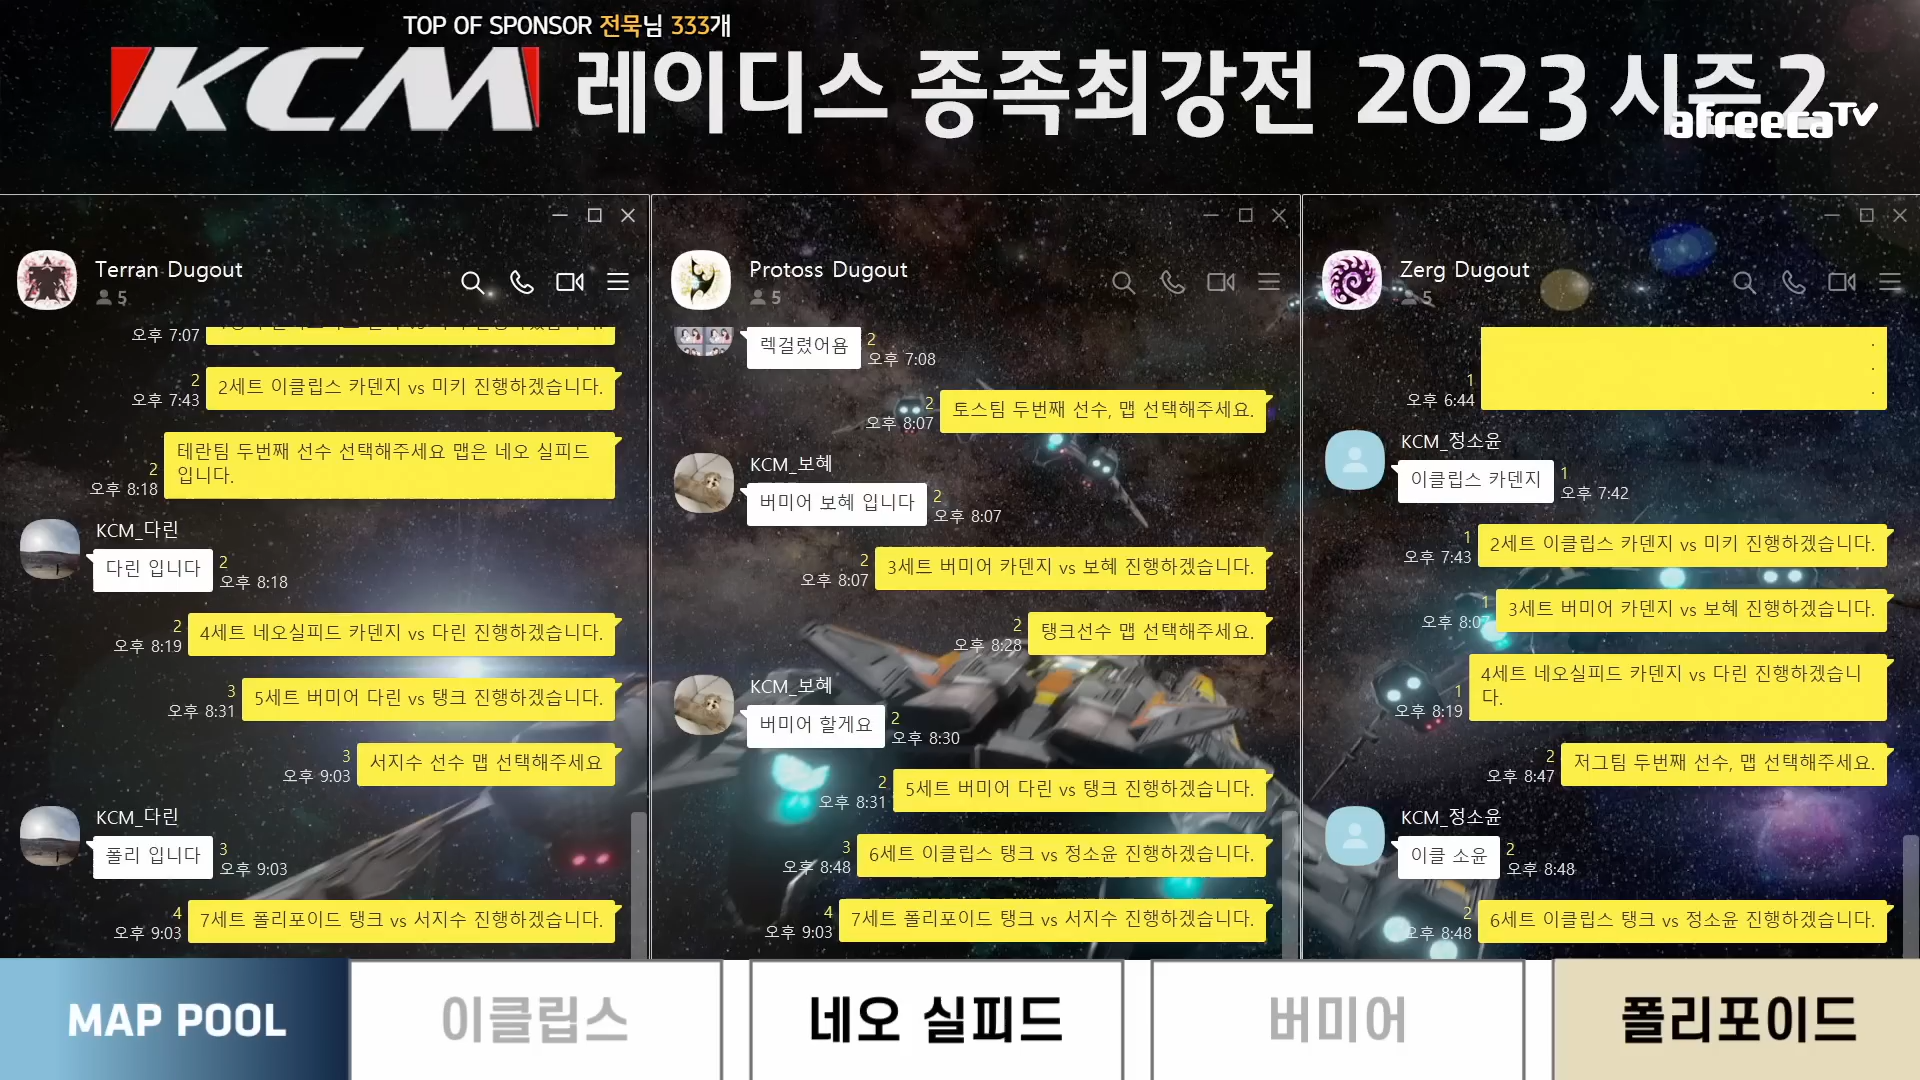 TOP OF SPONSOR 전묵님 333개
KCM 레이디스 종족최강전 2023 시즌 2
afreecaTV
Terran Dugout
5
오후 7:07
2
오후 7:43
2세트 이클립스 카덴지 vs 미키 진행하겠습니다.
테란팀 두번째 선수 선택해주세요 맵은 네오 실피드
입니다.
2
오후 8:18
KCM_다린
다린 입니다
2
오후 8:18
2
오후 8:19
4세트 네오실피드 카덴지 vs 다린 진행하겠습니다.
3
오후 8:31
5세트 버미어 다린 vs 탱크 진행하겠습니다.
3
오후 9:03
서지수 선수 맵 선택해주세요
KCM_다린
폴리 입니다
3
오후 9:03
4
오후 9:03
7세트 폴리포이드 탱크 vs 서지수 진행하겠습니다.
Protoss Dugout
5
렉걸렸어욤
2
오후 7:08
2
오후 8:07
토스팀 두번째 선수, 맵 선택해주세요.
KCM_보혜
버미어 보혜 입니다
2
오후 8:07
2
오후 8:07
3세트 버미어 카덴지 vs 보혜 진행하겠습니다.
2
오후 8:28
탱크선수 맵 선택해주세요.
KCM_보혜
버미어 할게요
2
오후 8:30
2
오후 8:31
5세트 버미어 다린 vs 탱크 진행하겠습니다.
3
오후 8:48
6세트 이클립스 탱크 vs 정소윤 진행하겠습니다.
4
오후 9:03
7세트 폴리포이드 탱크 vs 서지수 진행하겠습니다.
Zerg Dugout
5
.
.
.
1
오후 6:44
KCM_정소윤
이클립스 카덴지
1
오후 7:42
1
오후 7:43
2세트 이클립스 카덴지 vs 미키 진행하겠습니다.
1
오후 8:07
3세트 버미어 카덴지 vs 보혜 진행하겠습니다.
4세트 네오실피드 카덴지 vs 다린 진행하겠습니
다.
1
오후 8:19
2
오후 8:47
저그팀 두번째 선수, 맵 선택해주세요.
KCM_정소윤
이클 소윤
2
오후 8:48
2
오후 8:48
6세트 이클립스 탱크 vs 정소윤 진행하겠습니다.
MAP POOL
이클립스
네오 실피드
버미어
폴리포이드